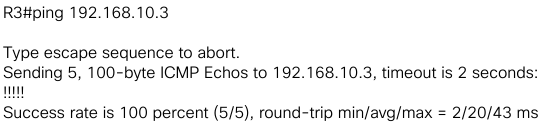 R3#ping 192.168.10.3
Type escape sequence to abort.
Sending 5, 100-byte ICMP Echos to 192.168.10.3, timeout is 2 seconds:
!!!!!
Success rate is 100 percent (5/5), round-trip min/avg/max = 2/20/43 ms